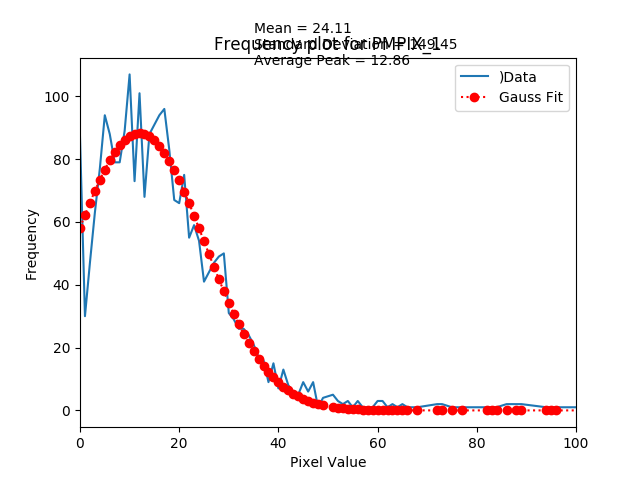 Mean = 24.11
Frequency plot for PMPIX_1
Average Peak = 12.86
)Data
Gauss Fit
Frequency
100
80
60
40
20
0
0 20 40 60 80 100
Pixel Value